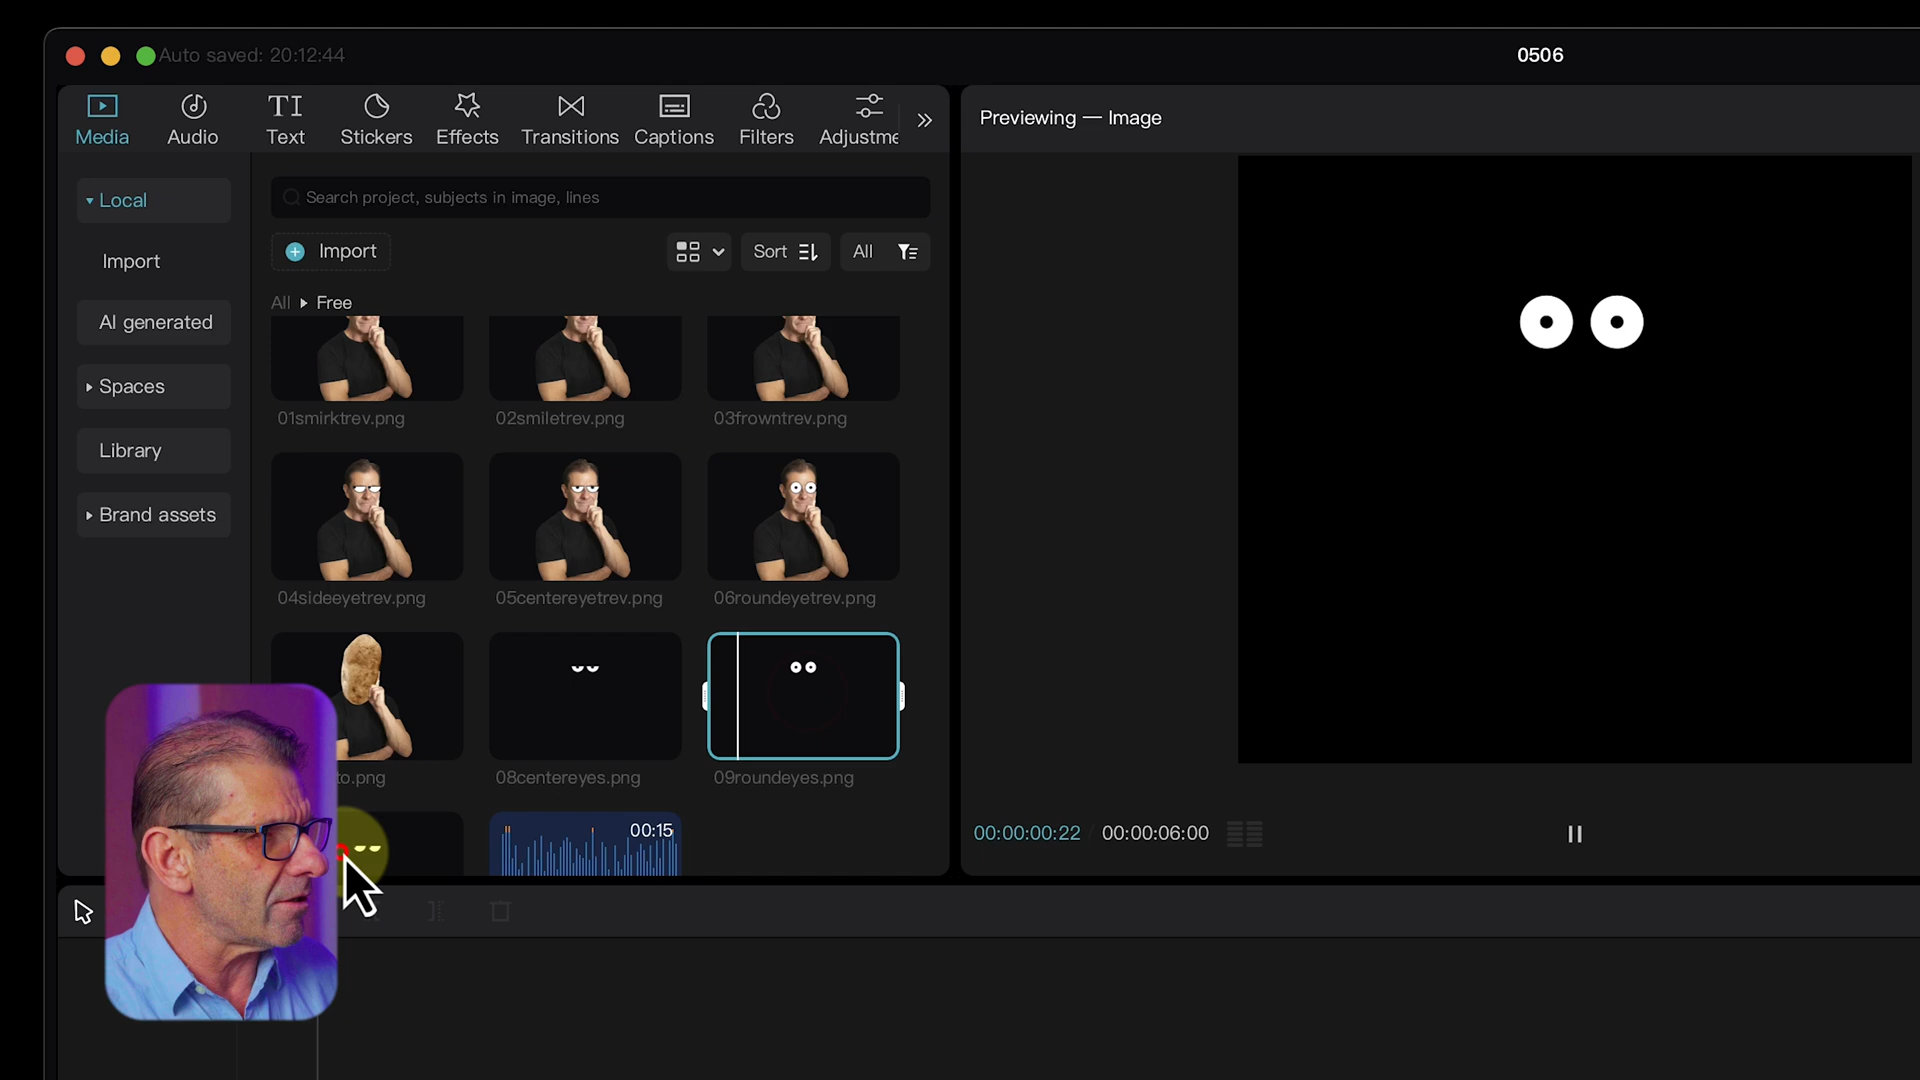 Auto saved: 20:12:44
0506
Media
Audio
TI
Text
Stickers
Effects
Transitions
Captions
Filters
Adjustme
Previewing — Image
Local
Import
AI generated
Spaces
Library
Brand assets
Search project, subjects in image, lines
Import
Sort
All
All ▸ Free
01smirktrev.png
02smiletrev.png
03frowntrev.png
04sideeyetrev.png
05centereyetrev.png
06roundeyetrev.png
to.png
08centereyes.png
09roundeyes.png
00:15
00:00:00:22
00:00:06:00